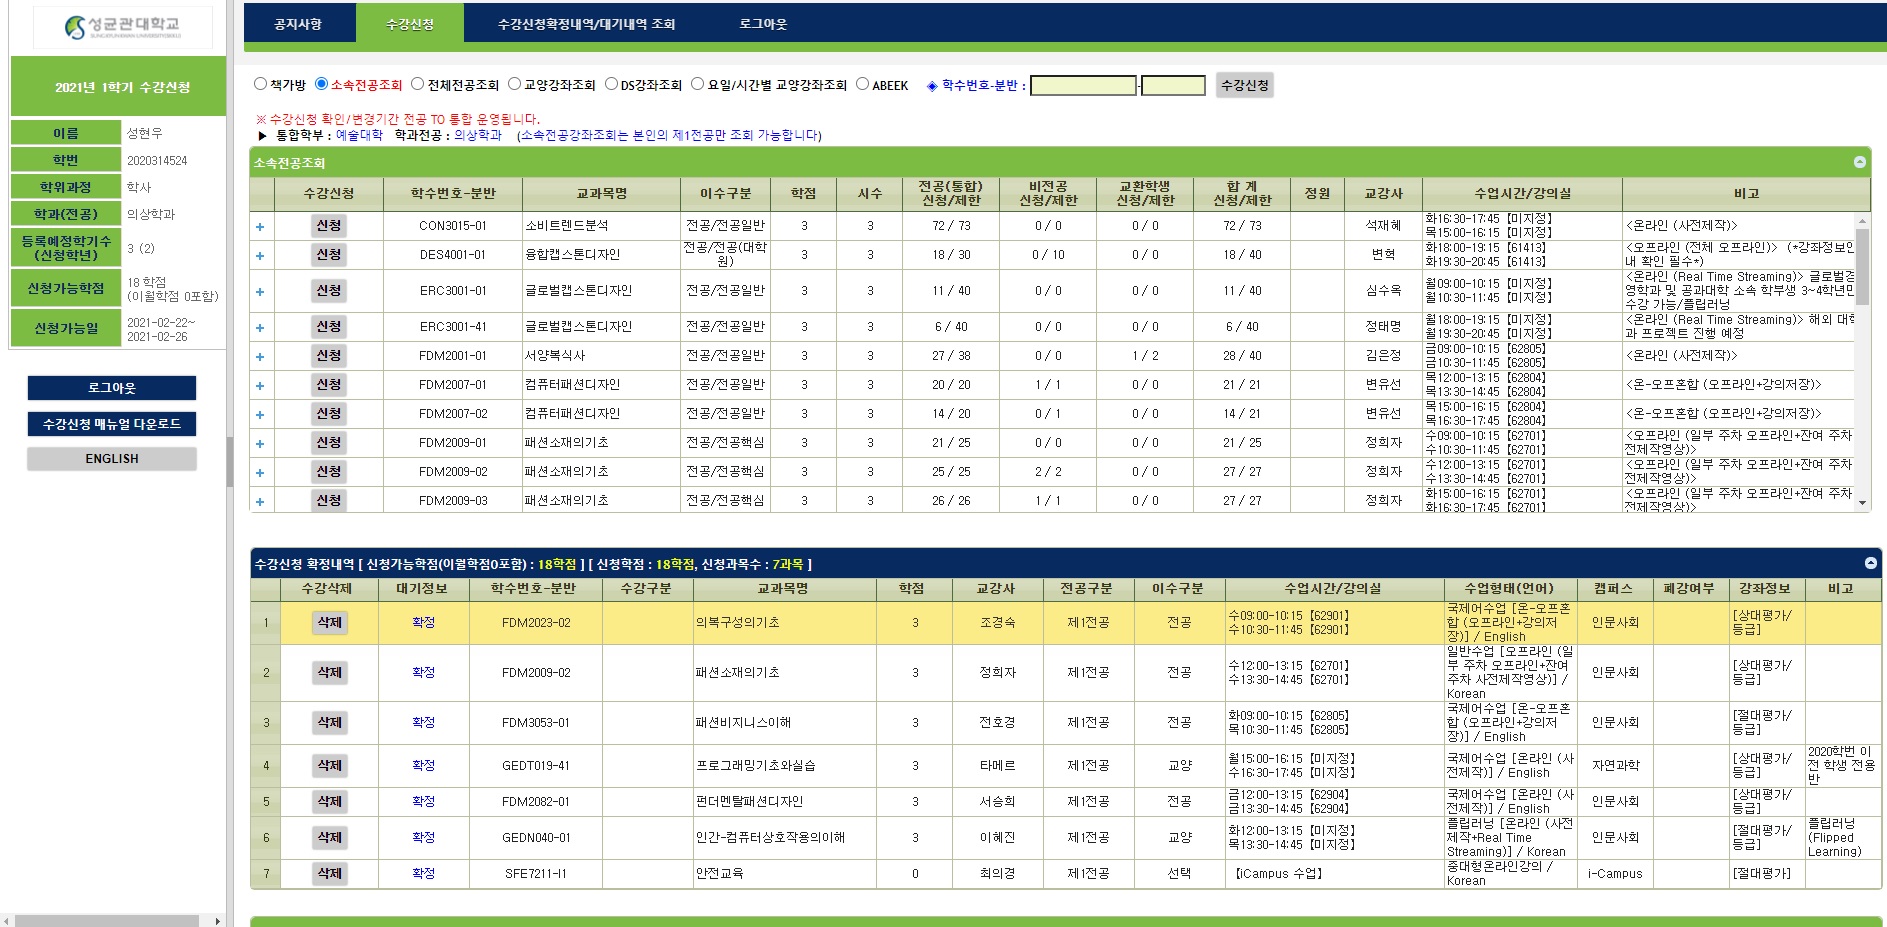 성균관대학교
SUNGKYUNKWAN UNIVERSITY(SKKU)
2021년 1학기 수강신청
이름 성현우
학번 2020314524
학위과정 학사
학과(전공) 의상학과
등록예정학기수
(신청학년) 3 (2)
신청가능학점 18 학점
(이월학점 0포함)
신청가능일 2021-02-22~
2021-02-26
로그아웃
수강신청 매뉴얼 다운로드
ENGLISH
공지사항 수강신청 수강신청확정내역/대기내역 조회 로그아웃
책가방 소속전공조회 전체전공조회 교양강좌조회 DS강좌조회 요일/시간별 교양강좌조회 ABEEK ◈ 학수번호-분반 : - 수강신청
※ 수강신청 확인/변경기간 전공 TO 통합 운영됩니다.
▶ 통합학부 : 예술대학 학과전공 : 의상학과 (소속전공강좌조회는 본인의 제1전공만 조회 가능합니다)
소속전공조회
수강신청 학수번호-분반 교과목명 이수구분 학점 시수 전공(통합) 신청/제한 비전공 신청/제한 교환학생 신청/제한 합 계 신청/제한 정원 교강사 수업시간/강의실 비고
+ 신청 CON3015-01 소비트렌드분석 전공/전공일반 3 3 72 / 73 0 / 0 0 / 0 72 / 73 석재혜 화16:30-17:45【미지정】 목15:00-16:15【미지정】 <온라인 (사전제작)>
+ 신청 DES4001-01 융합캡스톤디자인 전공/전공(대학원) 3 3 18 / 30 0 / 10 0 / 0 18 / 40 변혁 화18:00-19:15【61413】 화19:30-20:45【61413】 <오프라인 (전체 오프라인)> (*강좌정보안내 확인 필수*)
+ 신청 ERC3001-01 글로벌캡스톤디자인 전공/전공일반 3 3 11 / 40 0 / 0 0 / 0 11 / 40 심수옥 월09:00-10:15【미지정】 월10:30-11:45【미지정】 <온라인 (Real Time Streaming)> 글로벌경영학과 및 공과대학 소속 학부생 3~4학년만 수강 가능/플립러닝
+ 신청 ERC3001-41 글로벌캡스톤디자인 전공/전공일반 3 3 6 / 40 0 / 0 0 / 0 6 / 40 정태명 월18:00-19:15【미지정】 월19:30-20:45【미지정】 <온라인 (Real Time Streaming)> 해외 대학과 프로젝트 진행 예정
+ 신청 FDM2001-01 서양복식사 전공/전공일반 3 3 27 / 38 0 / 0 1 / 2 28 / 40 김은정 금09:00-10:15【62805】 금10:30-11:45【62805】 <온라인 (사전제작)>
+ 신청 FDM2007-01 컴퓨터패션디자인 전공/전공일반 3 3 20 / 20 1 / 1 0 / 0 21 / 21 변유선 목12:00-13:15【62804】 목13:30-14:45【62804】 <온-오프혼합 (오프라인+강의저장)>
+ 신청 FDM2007-02 컴퓨터패션디자인 전공/전공일반 3 3 14 / 20 0 / 1 0 / 0 14 / 21 변유선 목15:00-16:15【62804】 목16:30-17:45【62804】 <온-오프혼합 (오프라인+강의저장)>
+ 신청 FDM2009-01 패션소재의기초 전공/전공핵심 3 3 21 / 25 0 / 0 0 / 0 21 / 25 정희자 수09:00-10:15【62701】 수10:30-11:45【62701】 <오프라인 (일부 주차 오프라인+잔여 주차 전제작영상)>
+ 신청 FDM2009-02 패션소재의기초 전공/전공핵심 3 3 25 / 25 2 / 2 0 / 0 27 / 27 정희자 수12:00-13:15【62701】 수13:30-14:45【62701】 <오프라인 (일부 주차 오프라인+잔여 주차 전제작영상)>
+ 신청 FDM2009-03 패션소재의기초 전공/전공핵심 3 3 26 / 26 1 / 1 0 / 0 27 / 27 정희자 화15:00-16:15【62701】 화16:30-17:45【62701】 <오프라인 (일부 주차 오프라인+잔여 주차 전제작영상)>
수강신청 확정내역 [ 신청가능학점(이월학점0포함) : 18학점 ] [ 신청학점 : 18학점, 신청과목수 : 7과목 ]
수강삭제 대기정보 학수번호-분반 수강구분 교과목명 학점 교강사 전공구분 이수구분 수업시간/강의실 수업형태(언어) 캠퍼스 폐강여부 강좌정보 비고
1 삭제 확정 FDM2023-02 의복구성의기초 3 조경숙 제1전공 전공 수09:00-10:15【62901】 수10:30-11:45【62901】 국제어수업 [온-오프혼합 (오프라인+강의저장)] / English 인문사회 [상대평가/등급]
2 삭제 확정 FDM2009-02 패션소재의기초 3 정희자 제1전공 전공 수12:00-13:15【62701】 수13:30-14:45【62701】 일반수업 [오프라인 (일부 주차 오프라인+잔여 주차 사전제작영상)] / Korean 인문사회 [상대평가/등급]
3 삭제 확정 FDM3053-01 패션비지니스이해 3 전호경 제1전공 전공 화09:00-10:15【62805】 목10:30-11:45【62805】 국제어수업 [온-오프혼합 (오프라인+강의저장)] / English 인문사회 [절대평가/등급]
4 삭제 확정 GEDT019-41 프로그래밍기초와실습 3 타메르 제1전공 교양 월15:00-16:15【미지정】 수16:30-17:45【미지정】 국제어수업 [온라인 (사전제작)] / English 자연과학 [상대평가/등급] 2020학번 이전 학생 전용반
5 삭제 확정 FDM2082-01 펀더멘탈패션디자인 3 서승희 제1전공 전공 금12:00-13:15【62904】 금13:30-14:45【62904】 국제어수업 [온라인 (사전제작)] / English 인문사회 [상대평가/등급]
6 삭제 확정 GEDN040-01 인간-컴퓨터상호작용의이해 3 이혜진 제1전공 교양 화12:00-13:15【미지정】 목13:30-14:45【미지정】 플립러닝 [온라인 (사전제작+Real Time Streaming)] / Korean 인문사회 [절대평가/등급] 플립러닝 (Flipped Learning)
7 삭제 확정 SFE7211-I1 안전교육 0 최의경 제1전공 선택 【iCampus 수업】 중대형온라인강의 / Korean i-Campus [절대평가]